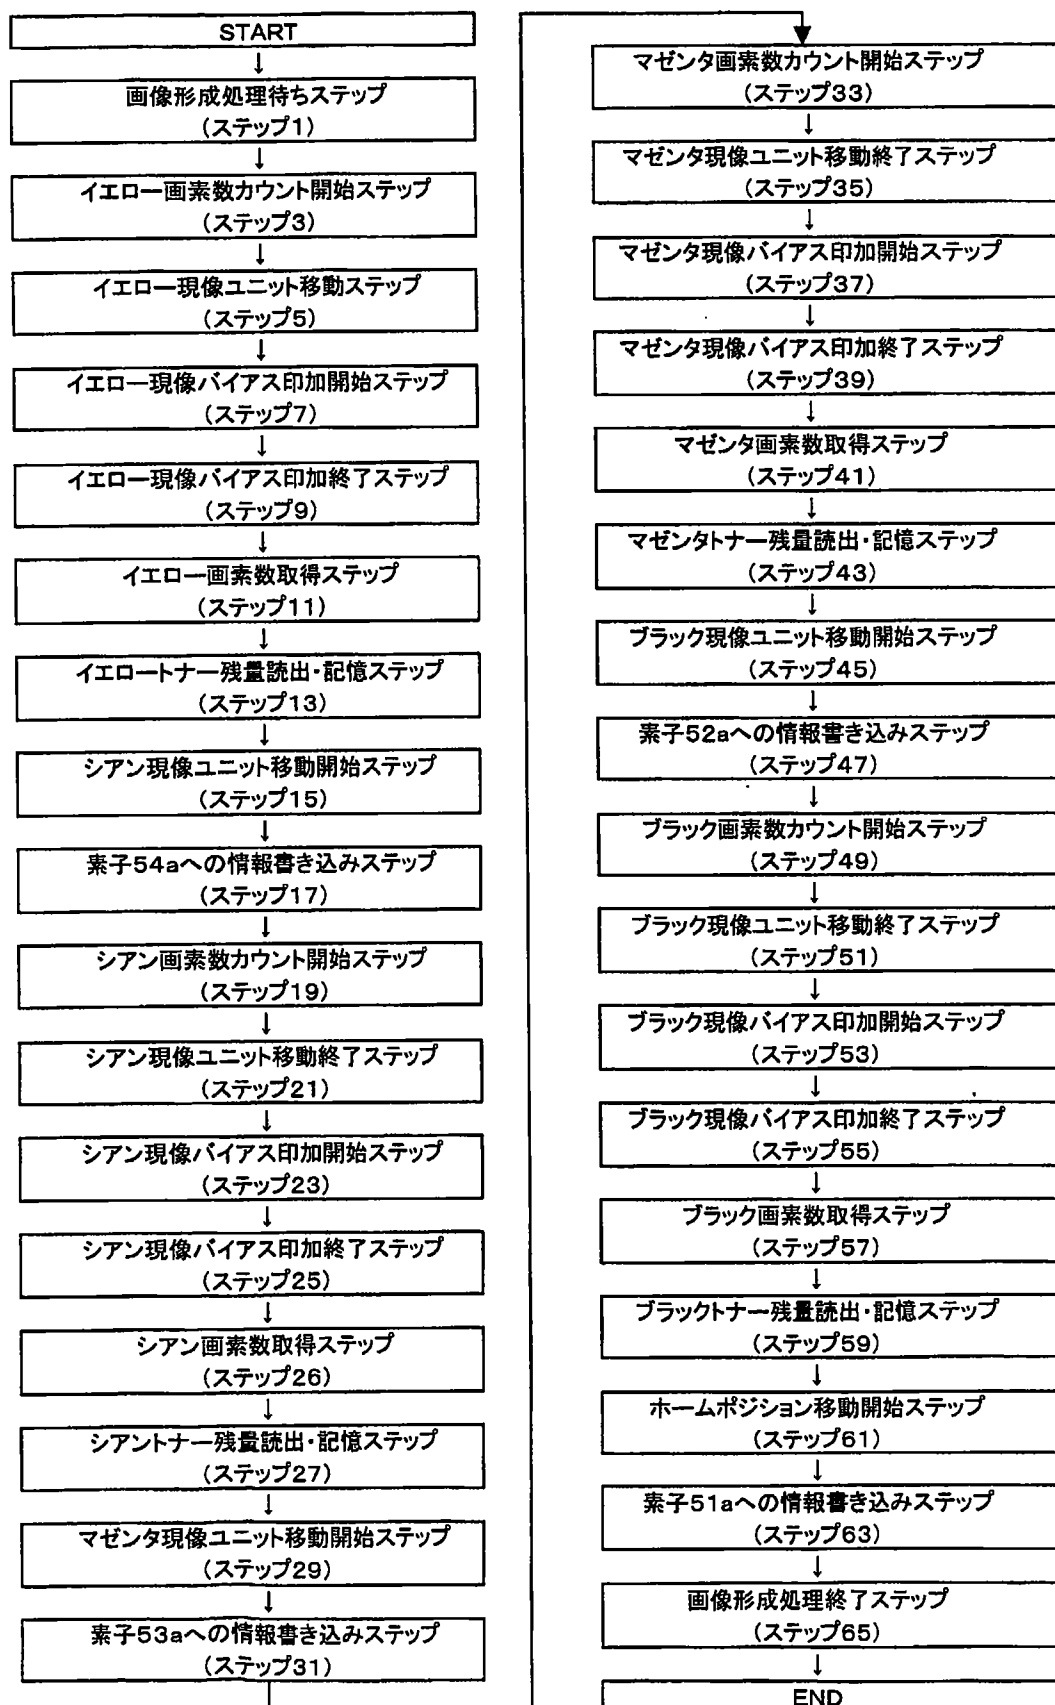 START
画像形成処理待ちステップ
(ステップ1)
イエロー画素数カウント開始ステップ
(ステップ3)
イエロー現像ユニット移動ステップ
(ステップ5)
イエロー現像バイアス印加開始ステップ
(ステップ7)
イエロー現像バイアス印加終了ステップ
(ステップ9)
イエロー画素数取得ステップ
(ステップ11)
イエロートナー残量読出・記憶ステップ
(ステップ13)
シアン現像ユニット移動開始ステップ
(ステップ15)
素子54aへの情報書き込みステップ
(ステップ17)
シアン画素数カウント開始ステップ
(ステップ19)
シアン現像ユニット移動終了ステップ
(ステップ21)
シアン現像バイアス印加開始ステップ
(ステップ23)
シアン現像バイアス印加終了ステップ
(ステップ25)
シアン画素数取得ステップ
(ステップ26)
シアントナー残量読出・記憶ステップ
(ステップ27)
マゼンタ現像ユニット移動開始ステップ
(ステップ29)
素子53aへの情報書き込みステップ
(ステップ31)
マゼンタ画素数カウント開始ステップ
(ステップ33)
マゼンタ現像ユニット移動終了ステップ
(ステップ35)
マゼンタ現像バイアス印加開始ステップ
(ステップ37)
マゼンタ現像バイアス印加終了ステップ
(ステップ39)
マゼンタ画素数取得ステップ
(ステップ41)
マゼンタトナー残量読出・記憶ステップ
(ステップ43)
ブラック現像ユニット移動開始ステップ
(ステップ45)
素子52aへの情報書き込みステップ
(ステップ47)
ブラック画素数カウント開始ステップ
(ステップ49)
ブラック現像ユニット移動終了ステップ
(ステップ51)
ブラック現像バイアス印加開始ステップ
(ステップ53)
ブラック現像バイアス印加終了ステップ
(ステップ55)
ブラック画素数取得ステップ
(ステップ57)
ブラックトナー残量読出・記憶ステップ
(ステップ59)
ホームポジション移動開始ステップ
(ステップ61)
素子51aへの情報書き込みステップ
(ステップ63)
画像形成処理終了ステップ
(ステップ65)
END